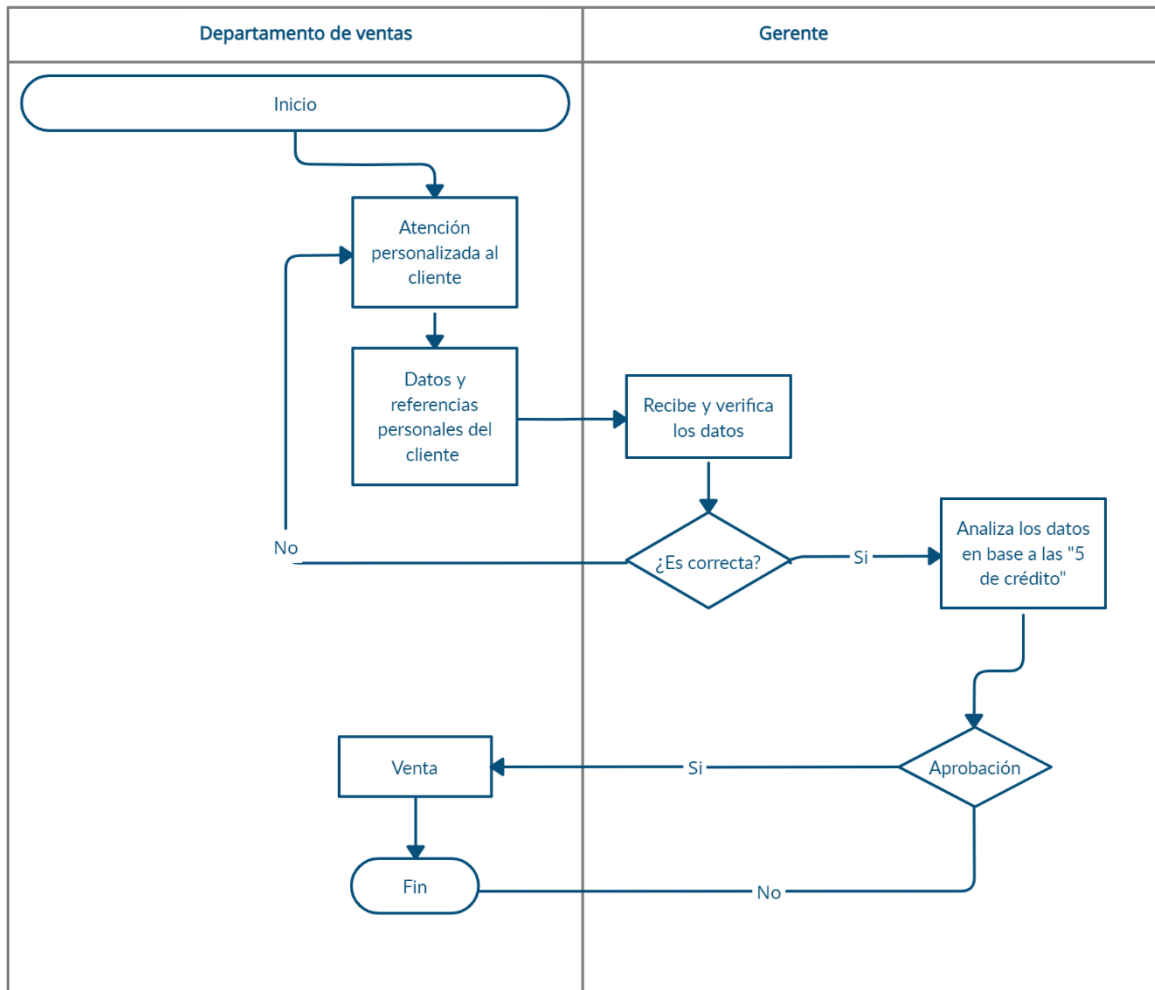 Departamento de ventas
Gerente
Inicio
Atención
personalizada al
cliente
Datos y
referencias
personales del
cliente
Recibe y verifica
los datos
¿Es correcta?
No
Si
Analiza los datos
en base a las "5
de crédito"
Aprobación
Si
Venta
No
Fin